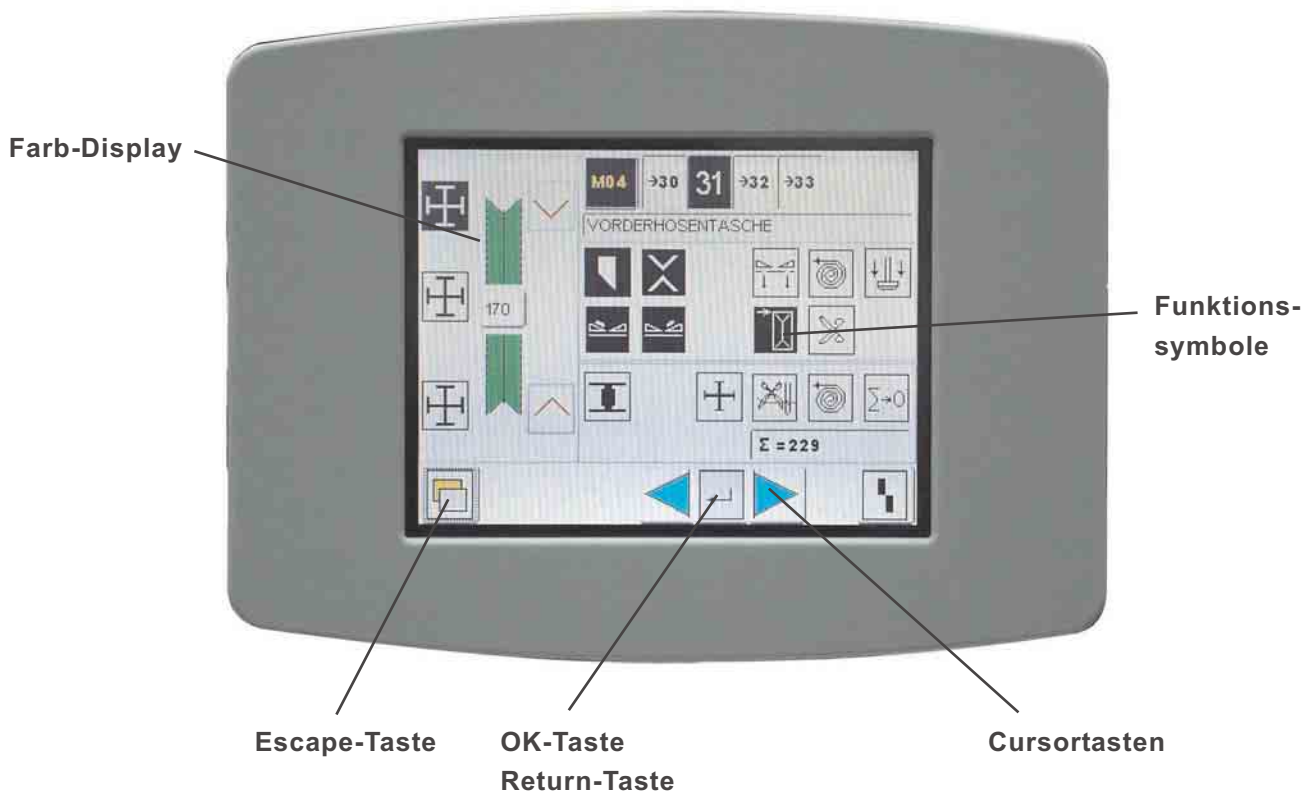 Farb-Display
M04 →30 31 →32 →33
VORDERHOSENTASCHE
170
Funktions-
symbole
Σ→0
Σ =229
Escape-Taste
OK-Taste
Return-Taste
Cursortasten